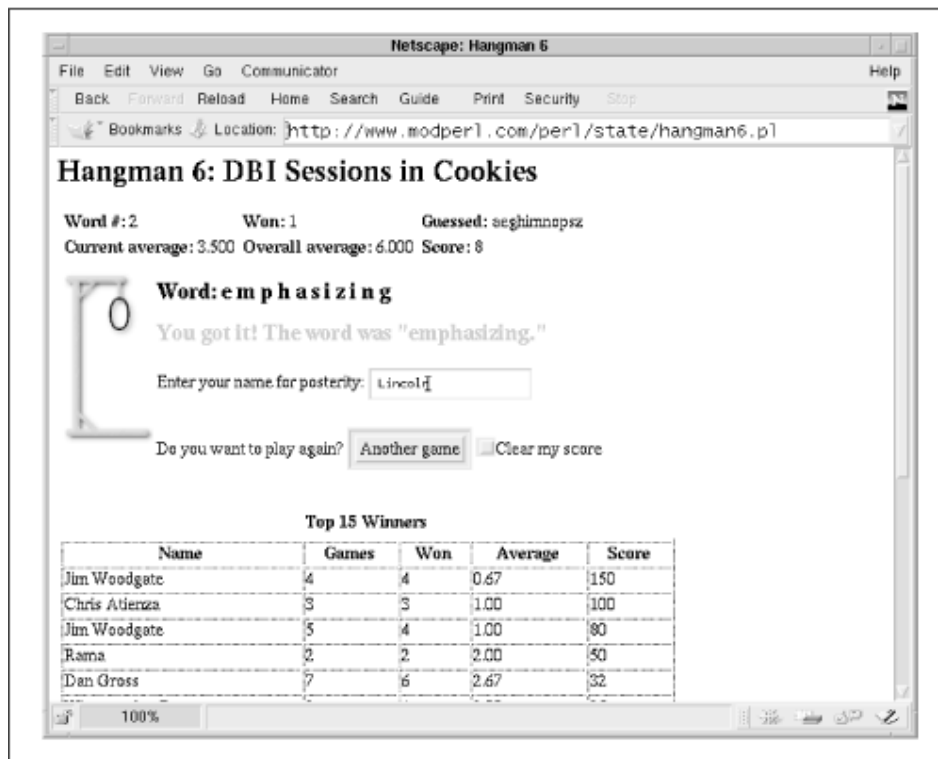 Netscape: Hangman 6
File Edit View Go Communicator Help
Back Forward Reload Home Search Guide Print Security Stop
Bookmarks Location: http://www.modperl.com/perl/state/hangman6.pl
Hangman 6: DBI Sessions in Cookies
Word #: 2 Won: 1 Guessed: aeghimnopsz
Current average: 3.500 Overall average: 6.000 Score: 8
Word: e m p h a s i z i n g
You got it! The word was "emphasizing."
Enter your name for posterity: Lincoln
Do you want to play again? Another game Clear my score
Top 15 Winners
Name Games Won Average Score
Jim Woodgate 4 4 0.67 150
Chris Atienza 3 3 1.00 100
Jim Woodgate 5 4 1.00 80
Rama 2 2 2.00 50
Dan Gross 7 6 2.67 32
100%